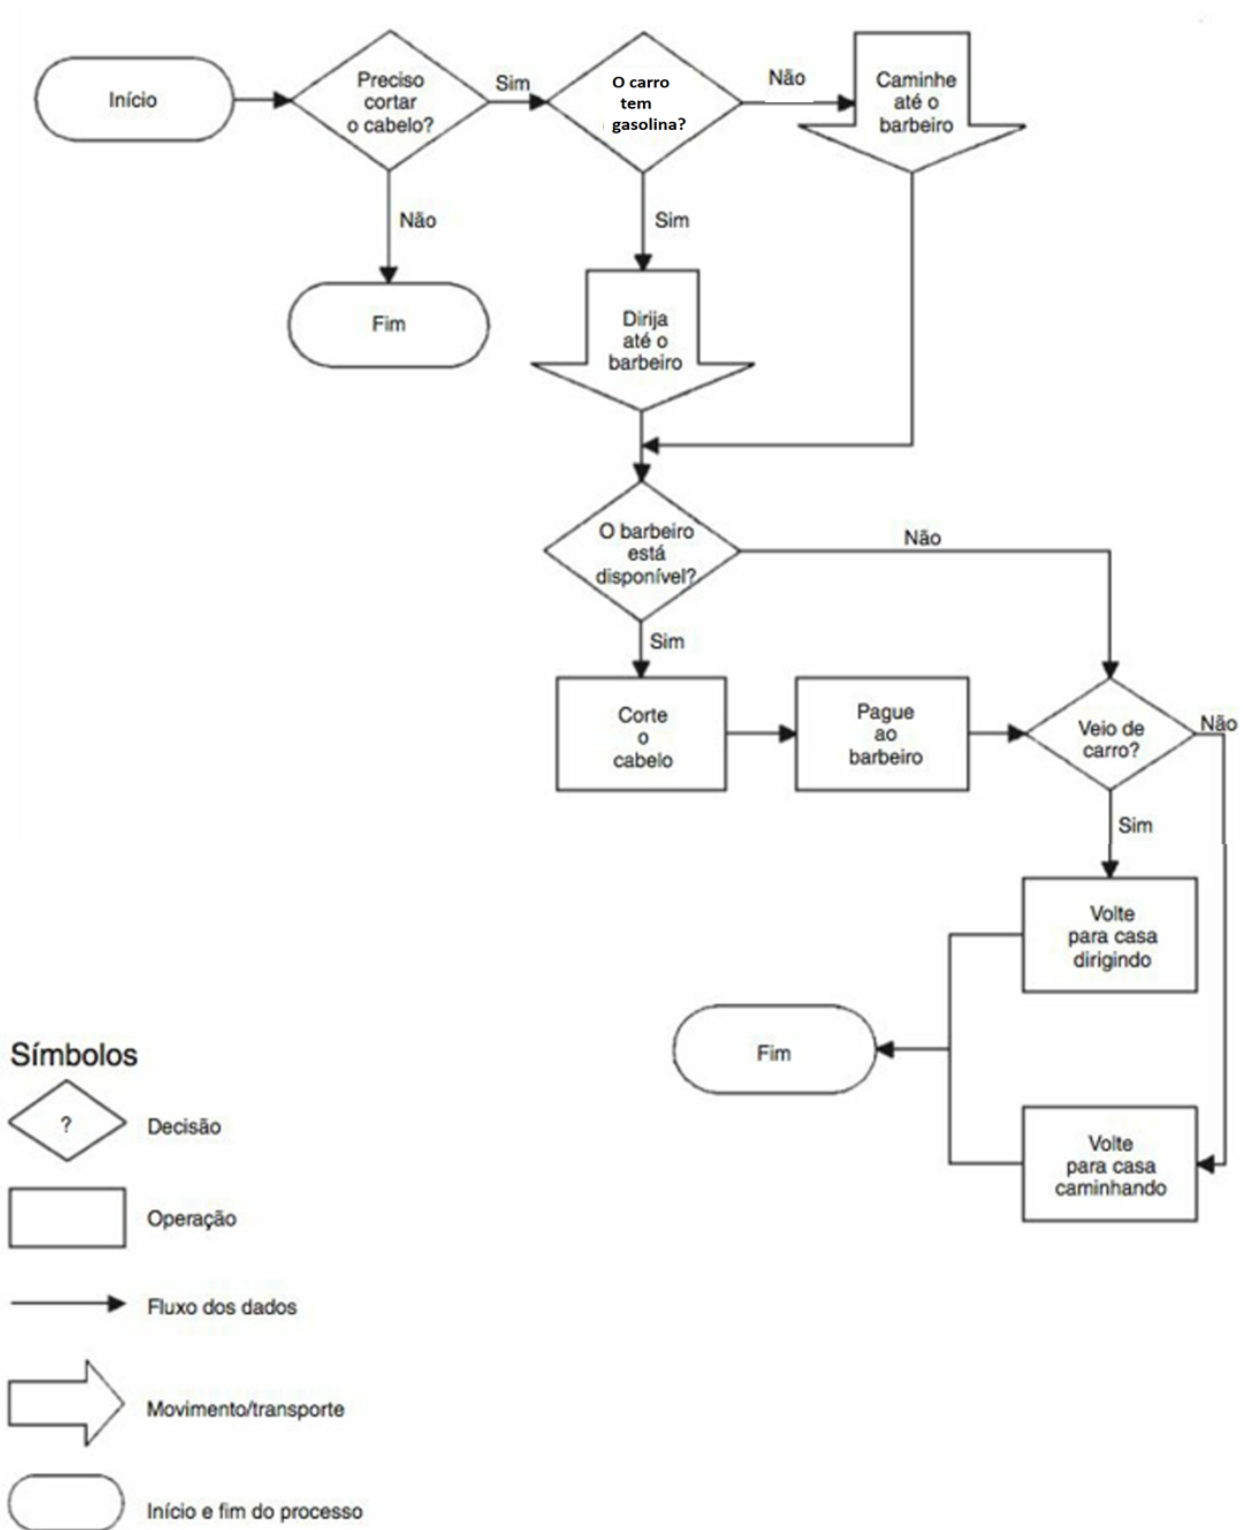 Início
Preciso
cortar
o cabelo?
Sim
O carro
tem
gasolina?
Não
Caminhe
até o
barbeiro
Não
Sim
Fim
Dirija
até o
barbeiro
O barbeiro
está
disponível?
Não
Sim
Corte
o
cabelo
Pague
ao
barbeiro
Veio de
carro?
Não
Sim
Volte
para casa
dirigindo
Fim
Volte
para casa
caminhando
Símbolos
?
Decisão
Operação
Fluxo dos dados
Movimento/transporte
Início e fim do processo